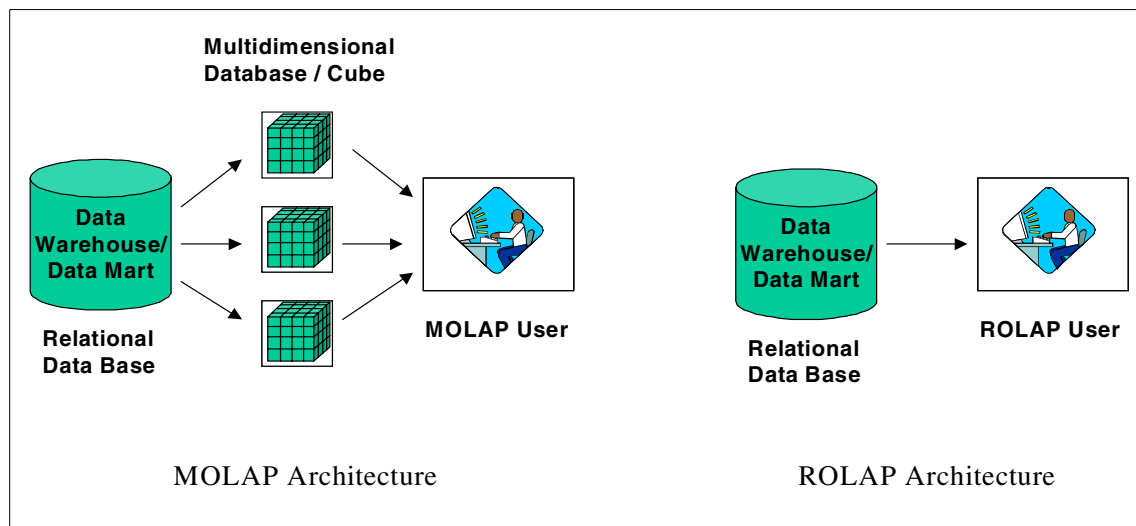 Multidimensional
Database / Cube
Data
Warehouse/
Data Mart
Relational
Data Base
MOLAP User
MOLAP Architecture
Data
Warehouse/
Data Mart
Relational
Data Base
ROLAP User
ROLAP Architecture